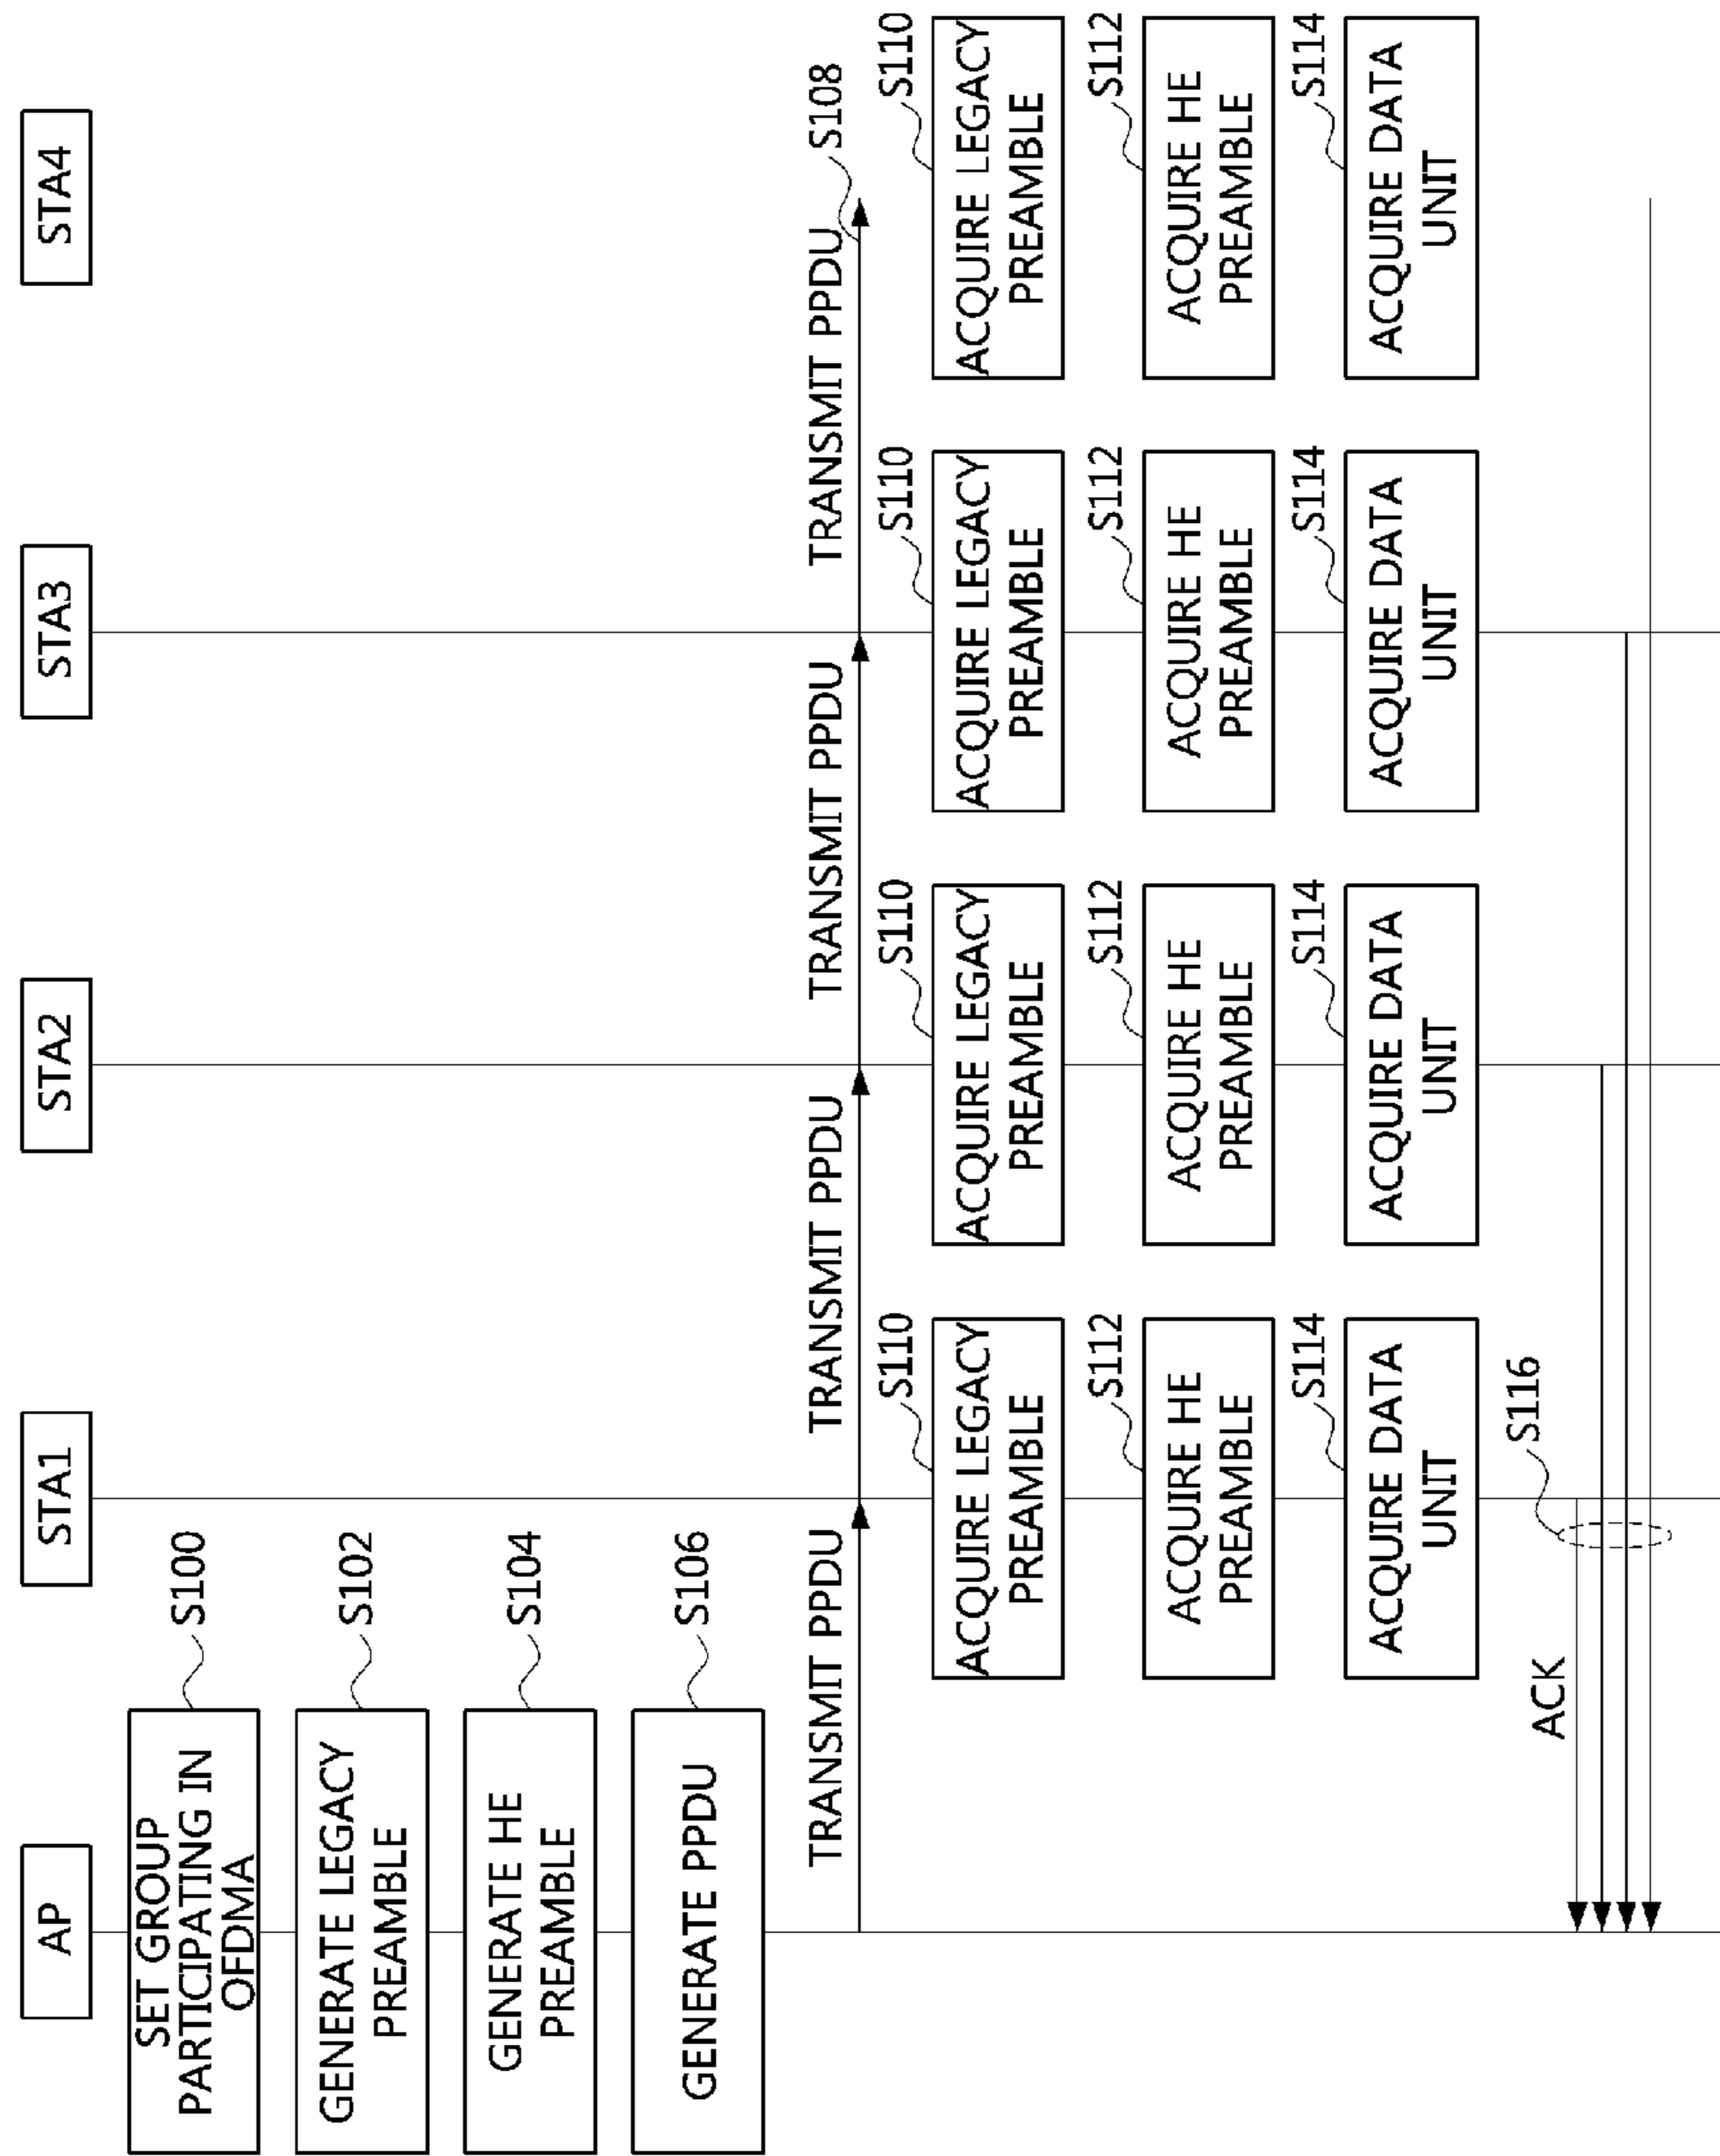 AP
STA1
STA2
STA3
STA4
SET GROUP
PARTICIPATING IN
OFDMA
S100
GENERATE LEGACY
PREAMBLE
S102
GENERATE HE
PREAMBLE
S104
GENERATE PPDU
S106
TRANSMIT PPDU
TRANSMIT PPDU
TRANSMIT PPDU
TRANSMIT PPDU
S108
ACQUIRE LEGACY
PREAMBLE
S110
ACQUIRE LEGACY
PREAMBLE
S110
ACQUIRE LEGACY
PREAMBLE
S110
ACQUIRE LEGACY
PREAMBLE
S110
ACQUIRE HE
PREAMBLE
S112
ACQUIRE HE
PREAMBLE
S112
ACQUIRE HE
PREAMBLE
S112
ACQUIRE HE
PREAMBLE
S112
ACQUIRE DATA
UNIT
S114
ACQUIRE DATA
UNIT
S114
ACQUIRE DATA
UNIT
S114
ACQUIRE DATA
UNIT
S114
ACK
S116